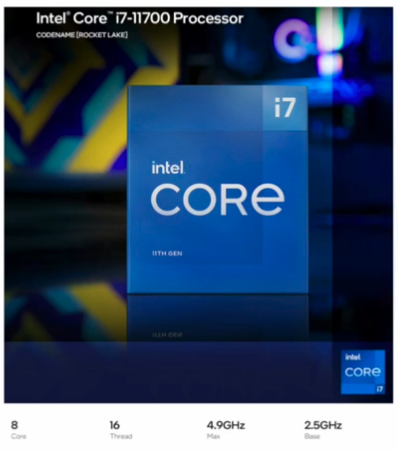 Intel® Core™ i7-11700 Processor
CODENAME [ROCKET LAKE]
i7
intel.
CORE
11TH GEN
11TH GEN
intel.
CORE
i7
8 16 4.9GHz 2.5GHz
Core Thread Max Base